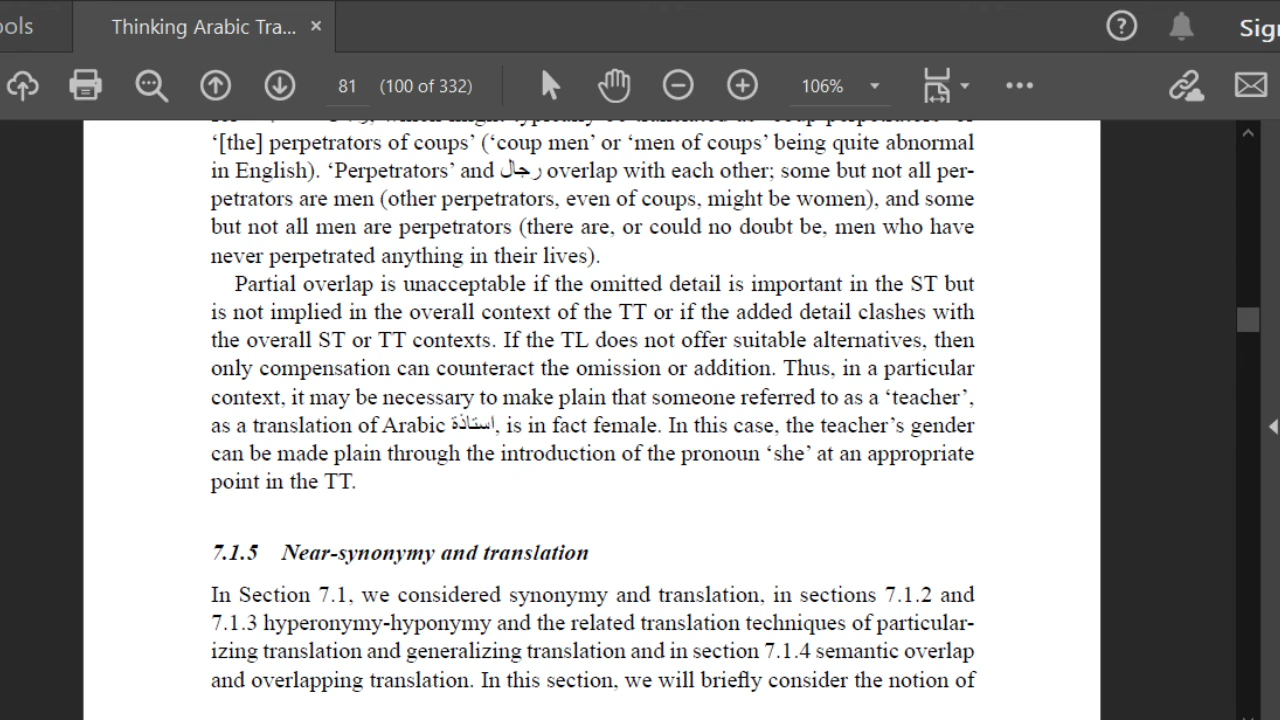 ools
Thinking Arabic Tra... ×
Sig
81 (100 of 332)
106%
'[the] perpetrators of coups' ('coup men' or 'men of coups' being quite abnormal
in English). 'Perpetrators' and رجال overlap with each other; some but not all per-
petrators are men (other perpetrators, even of coups, might be women), and some
but not all men are perpetrators (there are, or could no doubt be, men who have
never perpetrated anything in their lives).
Partial overlap is unacceptable if the omitted detail is important in the ST but
is not implied in the overall context of the TT or if the added detail clashes with
the overall ST or TT contexts. If the TL does not offer suitable alternatives, then
only compensation can counteract the omission or addition. Thus, in a particular
context, it may be necessary to make plain that someone referred to as a 'teacher',
as a translation of Arabic استاذة, is in fact female. In this case, the teacher's gender
can be made plain through the introduction of the pronoun 'she' at an appropriate
point in the TT.
7.1.5 Near-synonymy and translation
In Section 7.1, we considered synonymy and translation, in sections 7.1.2 and
7.1.3 hyperonymy-hyponymy and the related translation techniques of particular-
izing translation and generalizing translation and in section 7.1.4 semantic overlap
and overlapping translation. In this section, we will briefly consider the notion of